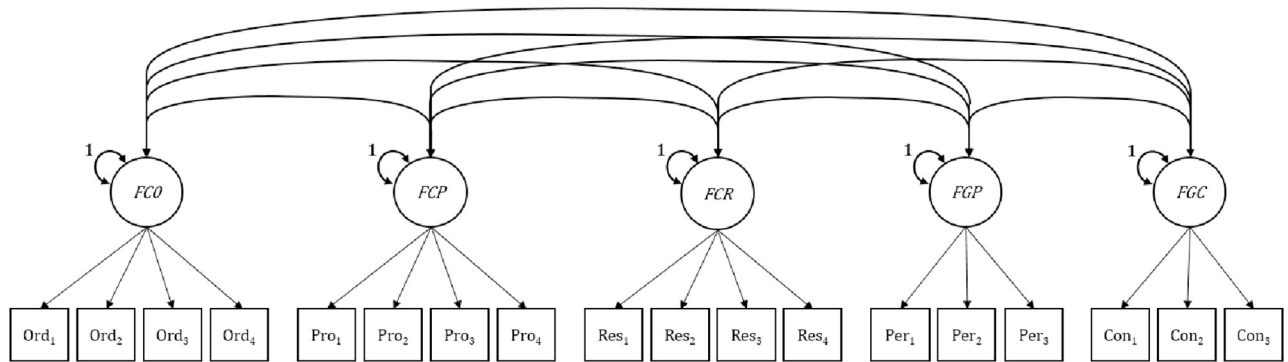 1 1 1 1 1
FCO FCP FCR FGP FGC
Ord₁ Ord₂ Ord₃ Ord₄ Pro₁ Pro₂ Pro₃ Pro₄ Res₁ Res₂ Res₃ Res₄ Per₁ Per₂ Per₃ Con₁ Con₂ Con₃